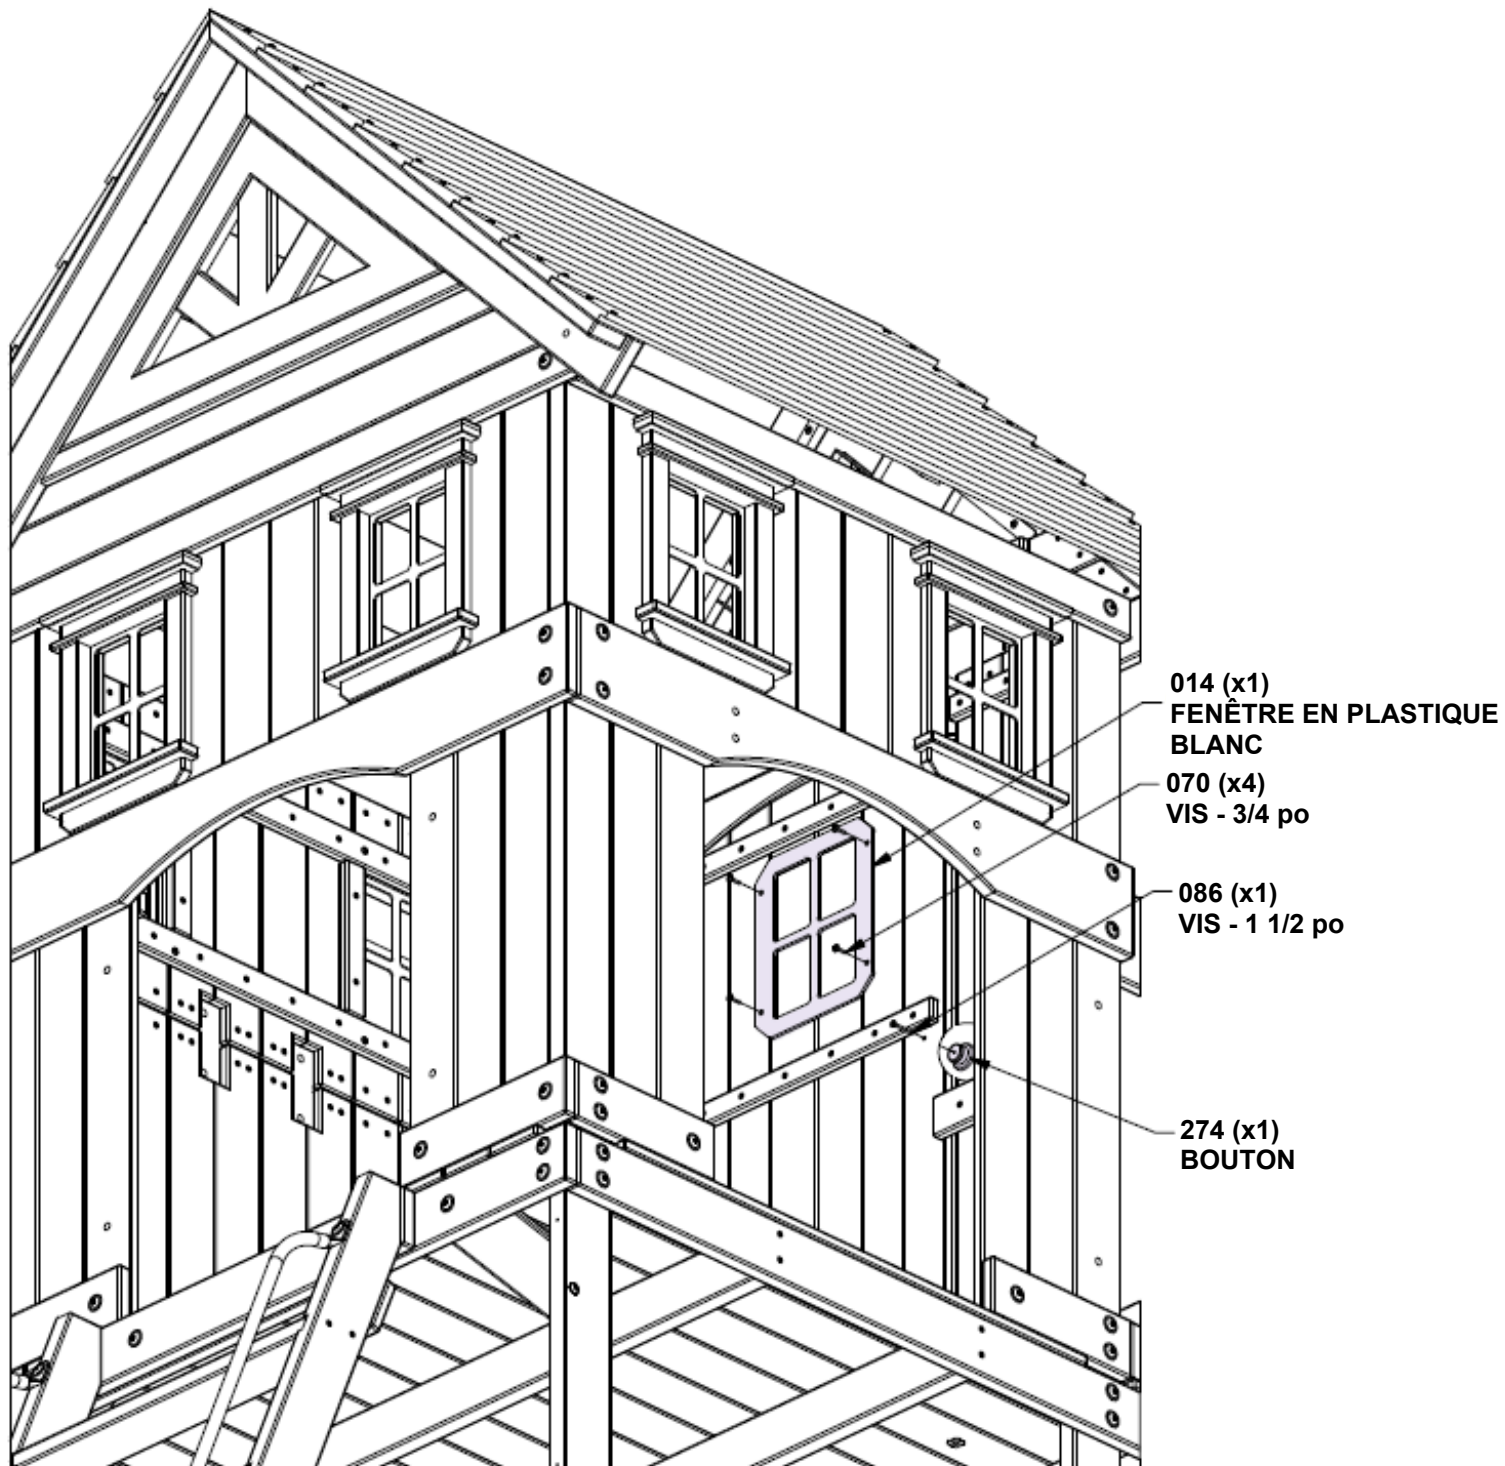 014 (x1)
FENÊTRE EN PLASTIQUE
BLANC
070 (x4)
VIS - 3/4 po
086 (x1)
VIS - 1 1/2 po
274 (x1)
BOUTON